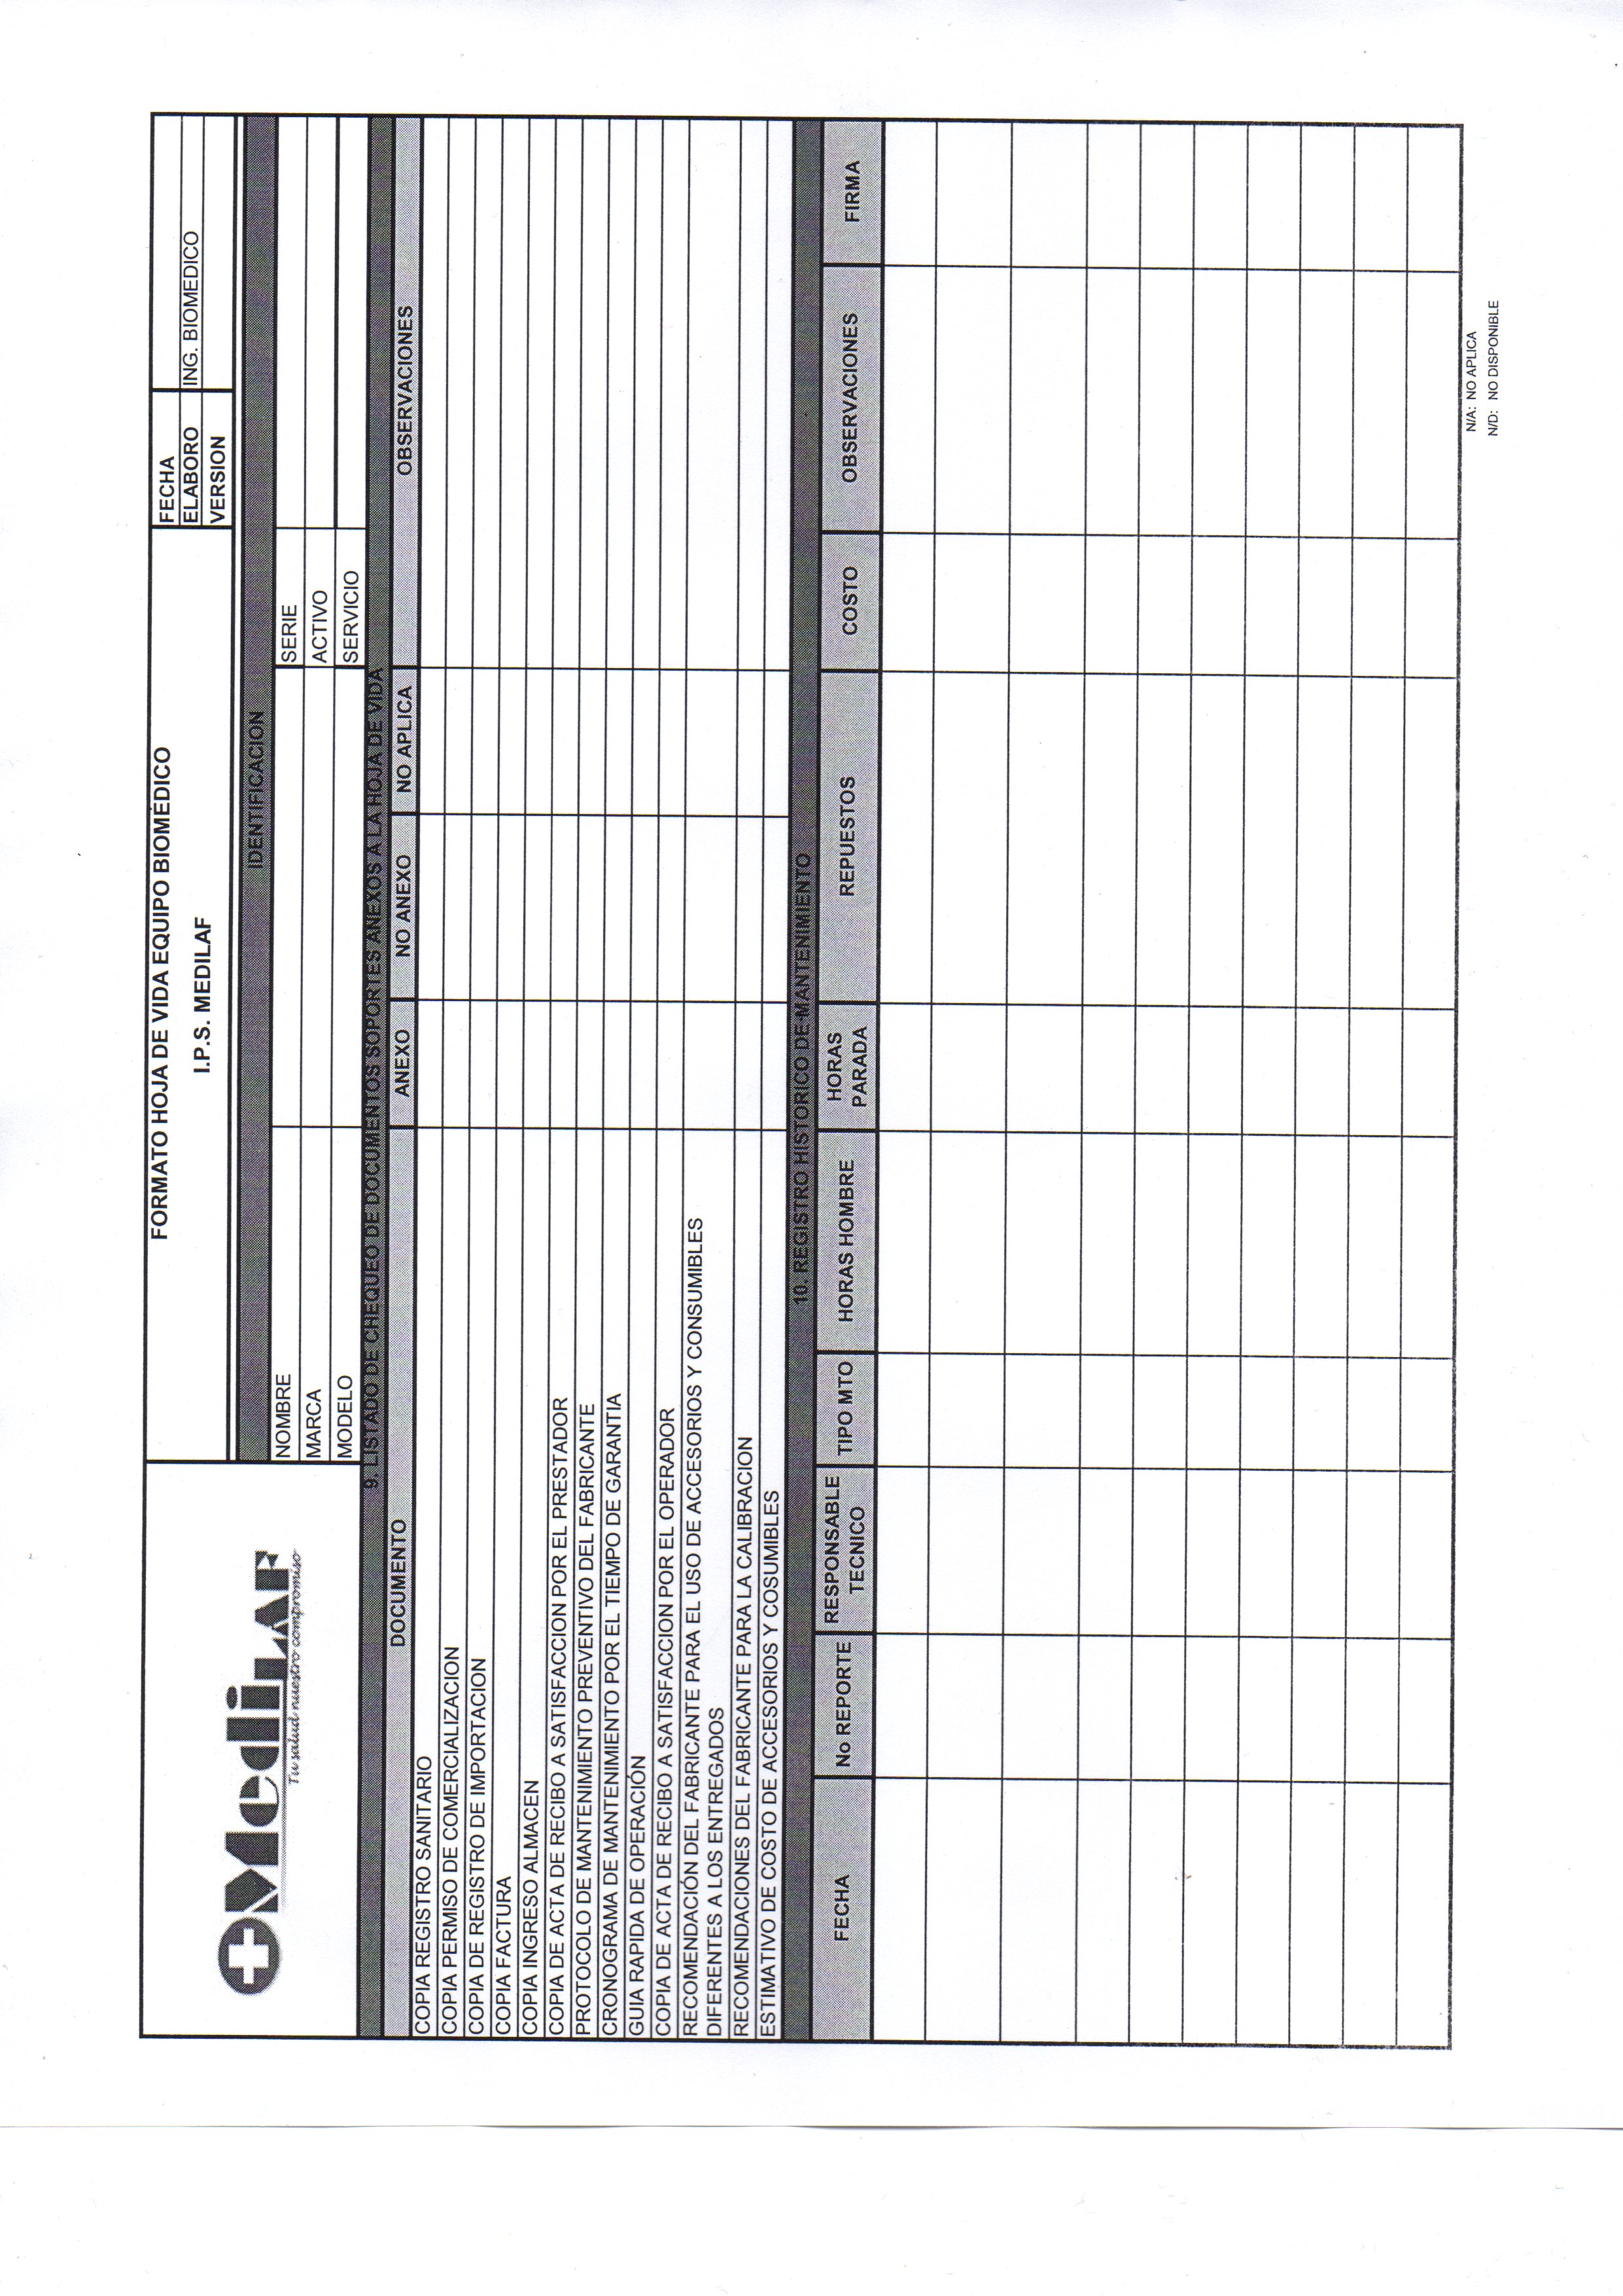 MediLAF
Tu salud nuestro compromiso
FORMATO HOJA DE VIDA EQUIPO BIOMÉDICO
I.P.S. MEDILAF
FECHA
ELABORO ING. BIOMEDICO
VERSION
IDENTIFICACION
NOMBRE SERIE
MARCA ACTIVO
MODELO SERVICIO
9. LISTADO DE CHEQUEO DE DOCUMENTOS SOPORTES ANEXOS A LA HOJA DE VIDA
DOCUMENTO ANEXO NO ANEXO NO APLICA OBSERVACIONES
COPIA REGISTRO SANITARIO
COPIA PERMISO DE COMERCIALIZACION
COPIA DE REGISTRO DE IMPORTACION
COPIA FACTURA
COPIA INGRESO ALMACEN
COPIA DE ACTA DE RECIBO A SATISFACCION POR EL PRESTADOR
PROTOCOLO DE MANTENIMIENTO PREVENTIVO DEL FABRICANTE
CRONOGRAMA DE MANTENIMIENTO POR EL TIEMPO DE GARANTIA
GUIA RAPIDA DE OPERACIÓN
COPIA DE ACTA DE RECIBO A SATISFACCION POR EL OPERADOR
RECOMENDACIÓN DEL FABRICANTE PARA EL USO DE ACCESORIOS Y CONSUMIBLES
DIFERENTES A LOS ENTREGADOS
RECOMENDACIONES DEL FABRICANTE PARA LA CALIBRACION
ESTIMATIVO DE COSTO DE ACCESORIOS Y COSUMIBLES
10. REGISTRO HISTORICO DE MANTENIMIENTO
FECHA No REPORTE RESPONSABLE TECNICO TIPO MTO HORAS HOMBRE HORAS PARADA REPUESTOS COSTO OBSERVACIONES FIRMA
N/A: NO APLICA
N/D: NO DISPONIBLE